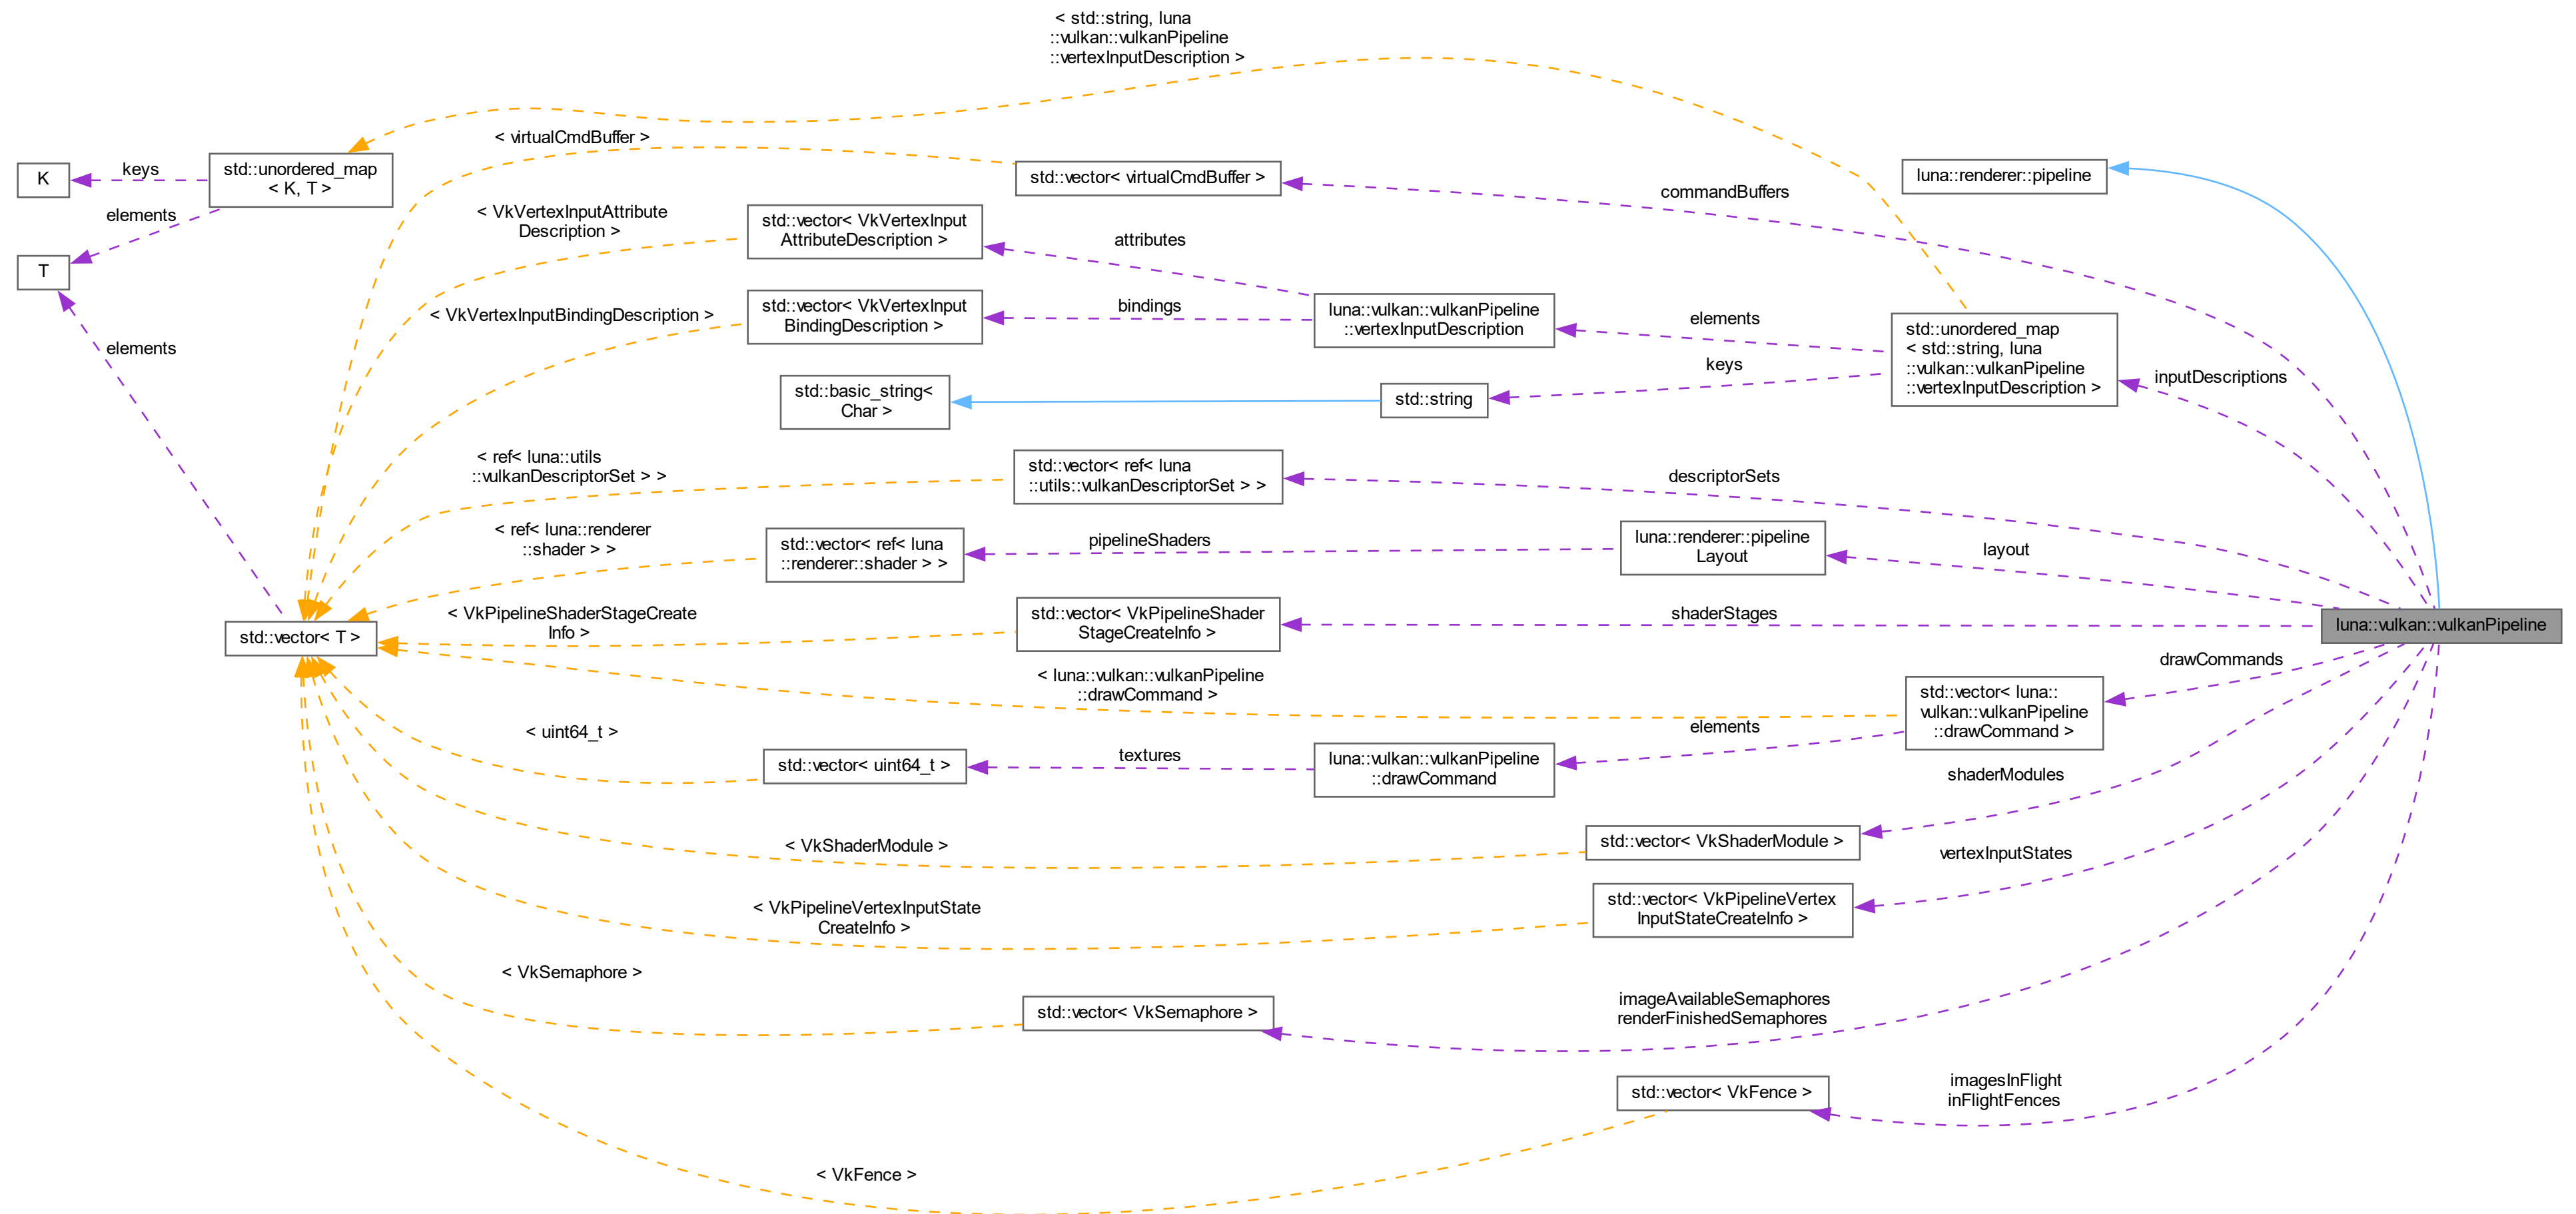 < std::string, luna
::vulkan::vulkanPipeline
::vertexInputDescription >
< virtualCmdBuffer >
K
keys
std::unordered_map
< K, T >
elements
T
elements
std::vector< virtualCmdBuffer >
commandBuffers
luna::renderer::pipeline
< VkVertexInputAttribute
Description >
std::vector< VkVertexInput
AttributeDescription >
attributes
< VkVertexInputBindingDescription >
std::vector< VkVertexInput
BindingDescription >
bindings
luna::vulkan::vulkanPipeline
::vertexInputDescription
elements
keys
std::unordered_map
< std::string, luna
::vulkan::vulkanPipeline
::vertexInputDescription >
inputDescriptions
std::basic_string<
Char >
std::string
< ref< luna::utils
::vulkanDescriptorSet > >
std::vector< ref< luna
::utils::vulkanDescriptorSet > >
descriptorSets
< ref< luna::renderer
::shader > >
std::vector< ref< luna
::renderer::shader > >
pipelineShaders
luna::renderer::pipeline
Layout
layout
std::vector< T >
< VkPipelineShaderStageCreate
Info >
std::vector< VkPipelineShader
StageCreateInfo >
shaderStages
luna::vulkan::vulkanPipeline
< luna::vulkan::vulkanPipeline
::drawCommand >
drawCommands
std::vector< luna::
vulkan::vulkanPipeline
::drawCommand >
elements
< uint64_t >
std::vector< uint64_t >
textures
luna::vulkan::vulkanPipeline
::drawCommand
shaderModules
< VkShaderModule >
std::vector< VkShaderModule >
vertexInputStates
< VkPipelineVertexInputState
CreateInfo >
std::vector< VkPipelineVertex
InputStateCreateInfo >
< VkSemaphore >
std::vector< VkSemaphore >
imageAvailableSemaphores
renderFinishedSemaphores
std::vector< VkFence >
imagesInFlight
inFlightFences
< VkFence >